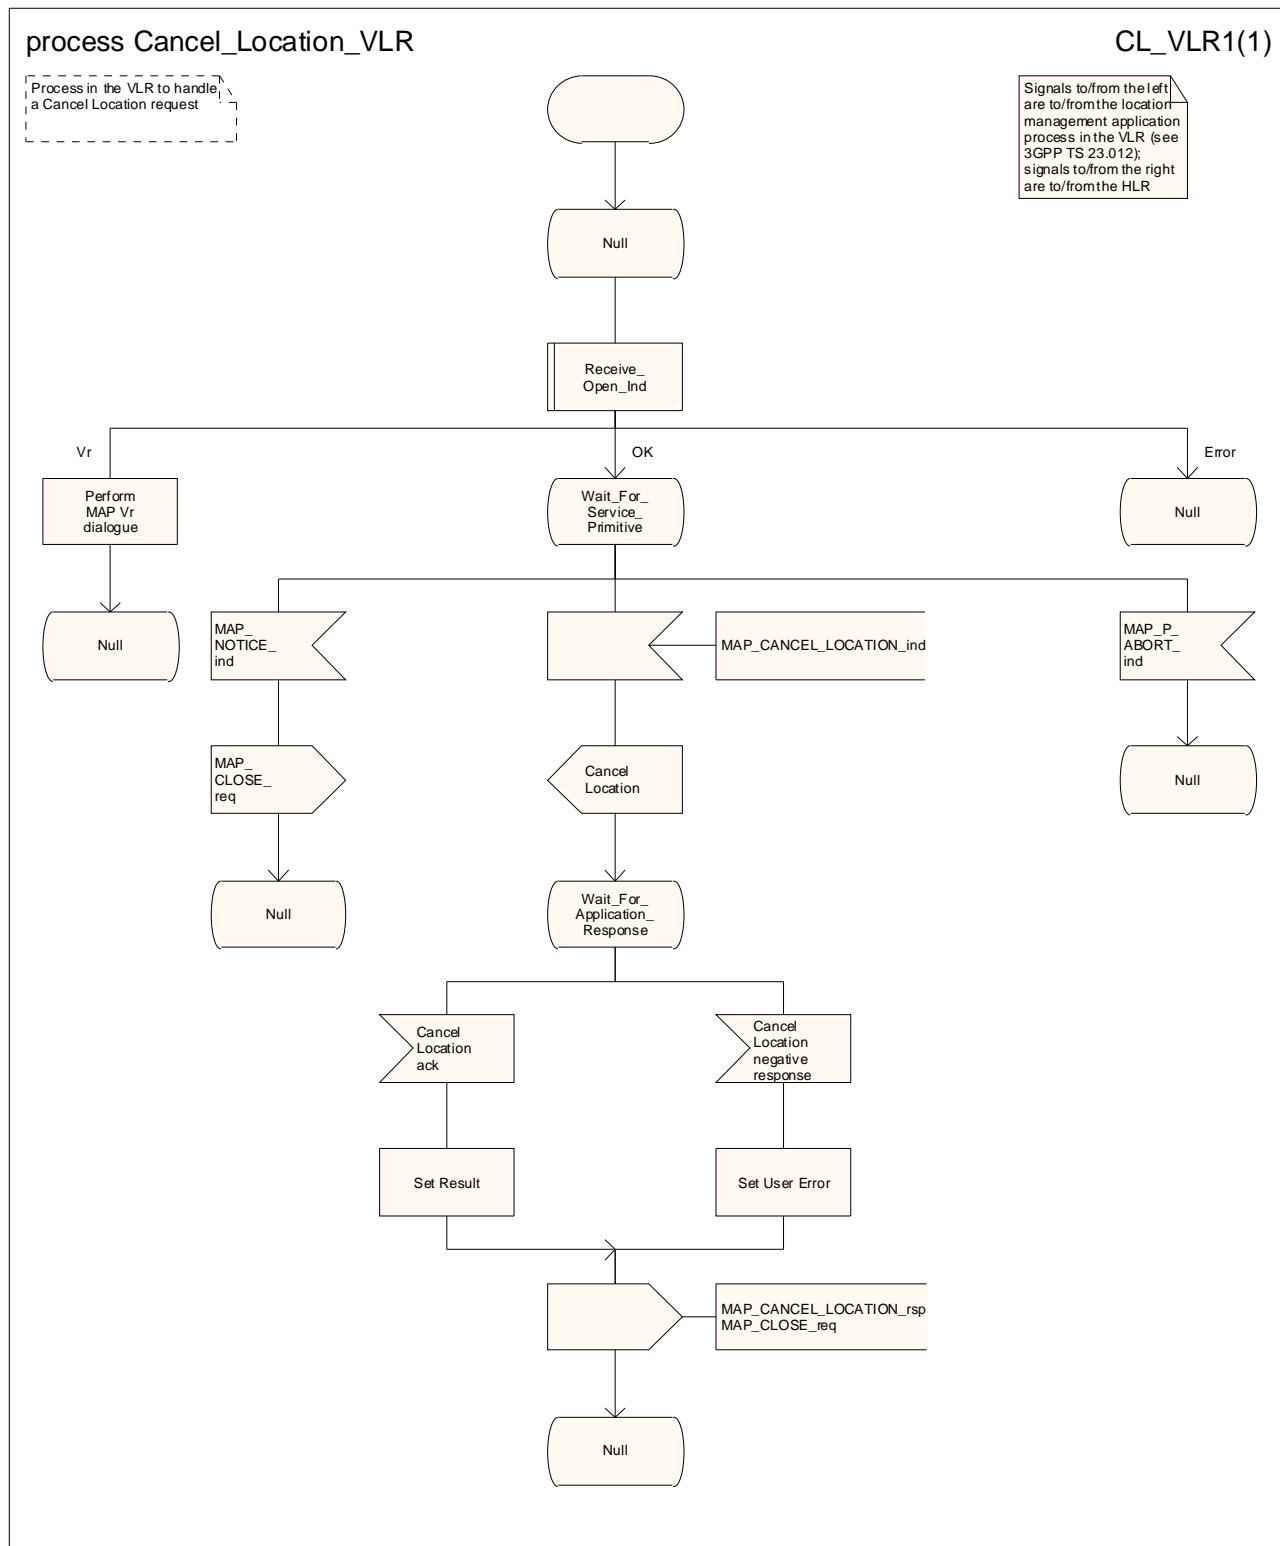 process Cancel_Location_VLR
CL_VLR1(1)
Process in the VLR to handle
a Cancel Location request
Signals to/from the left
are to/from the location
management application
process in the VLR (see
3GPP TS 23.012);
signals to/from the right
are to/from the HLR
Null
Receive_
Open_Ind
Vr
OK
Error
Perform
MAP Vr
dialogue
Wait_For_
Service_
Primitive
Null
Null
MAP_
NOTICE_
ind
MAP_CANCEL_LOCATION_ind
MAP_P_
ABORT_
ind
MAP_
CLOSE_
req
Cancel
Location
Null
Null
Wait_For_
Application_
Response
Cancel
Location
ack
Cancel
Location
negative
response
Set Result
Set User Error
MAP_CANCEL_LOCATION_rsp
MAP_CLOSE_req
Null